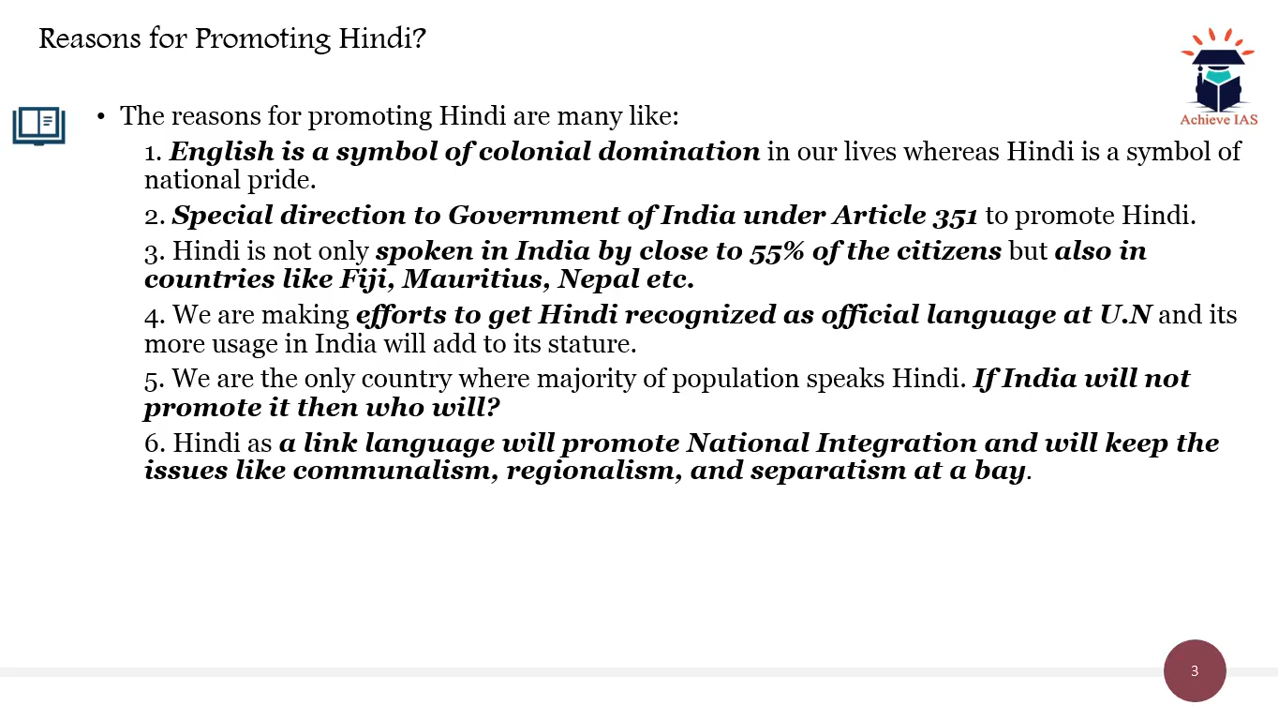 Reasons for Promoting Hindi?
Achieve IAS
• The reasons for promoting Hindi are many like:
1. English is a symbol of colonial domination in our lives whereas Hindi is a symbol of
national pride.
2. Special direction to Government of India under Article 351 to promote Hindi.
3. Hindi is not only spoken in India by close to 55% of the citizens but also in
countries like Fiji, Mauritius, Nepal etc.
4. We are making efforts to get Hindi recognized as official language at U.N and its
more usage in India will add to its stature.
5. We are the only country where majority of population speaks Hindi. If India will not
promote it then who will?
6. Hindi as a link language will promote National Integration and will keep the
issues like communalism, regionalism, and separatism at a bay.
3